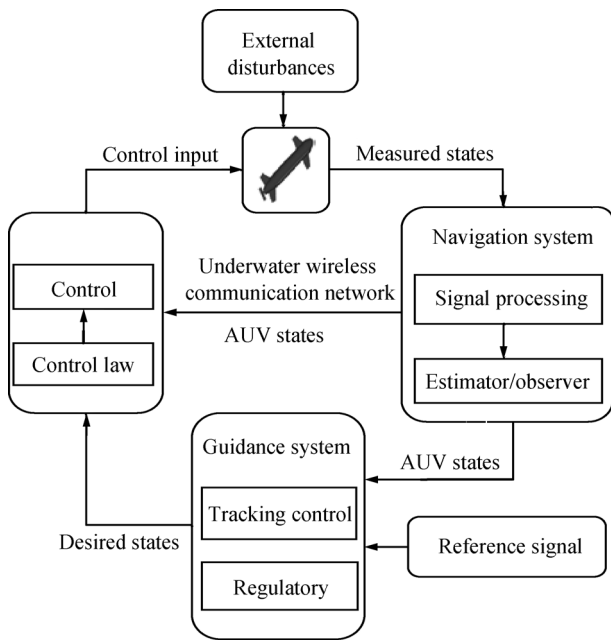 External
disturbances
Control input
Measured states
Navigation system
Underwater wireless
communication network
Control
Signal processing
AUV states
Control law
Estimator/observer
Guidance system
AUV states
Tracking control
Desired states
Reference signal
Regulatory